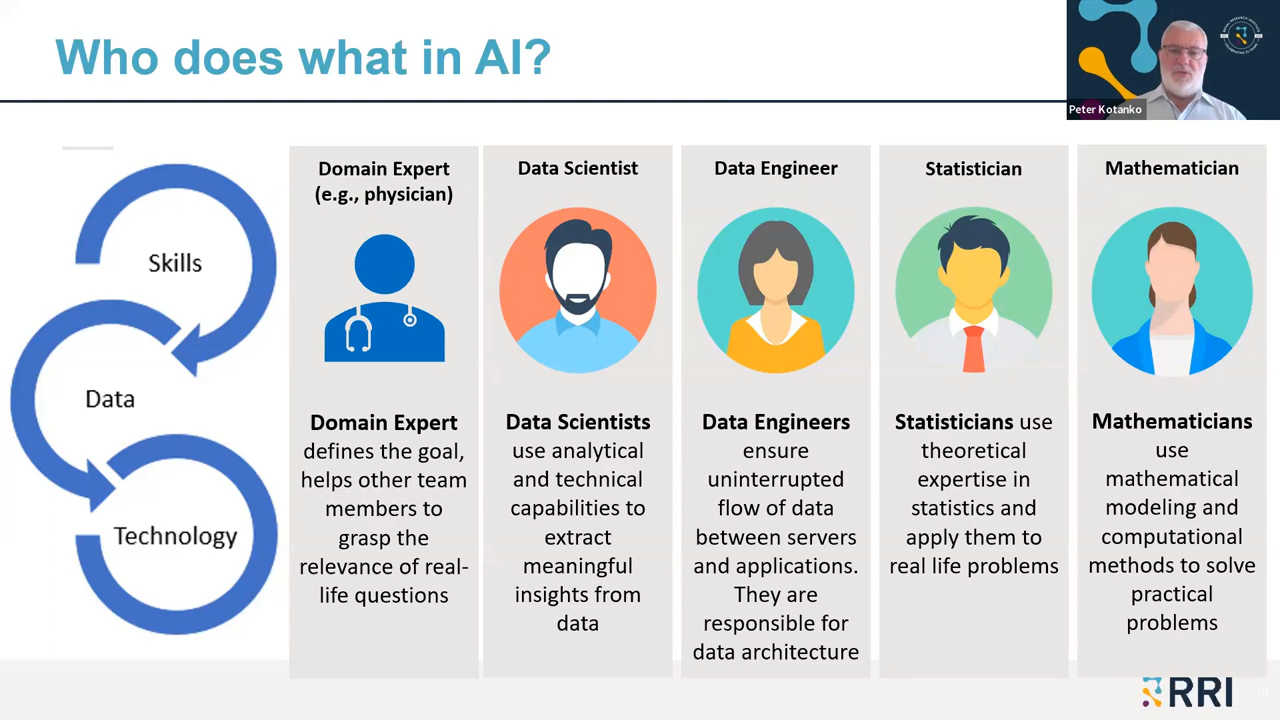 Who does what in AI?
Peter Kotanko
Skills
Data
Technology
Domain Expert
(e.g., physician)
Domain Expert
defines the goal,
helps other team
members to
grasp the
relevance of real-
life questions
Data Scientist
Data Scientists
use analytical
and technical
capabilities to
extract
meaningful
insights from
data
Data Engineer
Data Engineers
ensure
uninterrupted
flow of data
between servers
and applications.
They are
responsible for
data architecture
Statistician
Statisticians use
theoretical
expertise in
statistics and
apply them to
real life problems
Mathematician
Mathematicians
use
mathematical
modeling and
computational
methods to solve
practical
problems
RRI